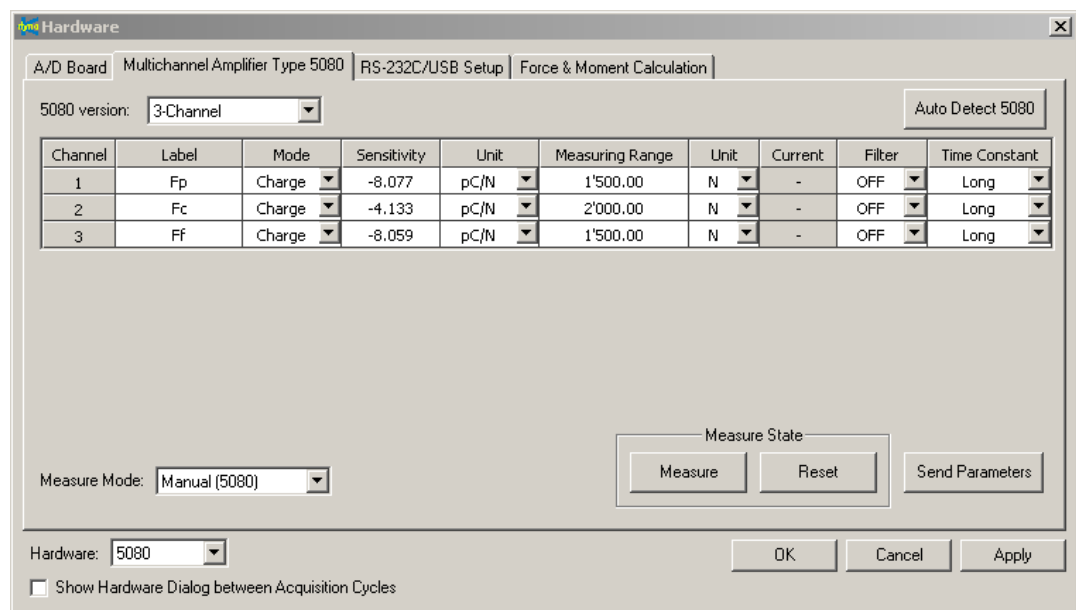 dyno Hardware
A/D Board Multichannel Amplifier Type 5080 RS-232C/USB Setup Force & Moment Calculation
5080 version: 3-Channel Auto Detect 5080
Channel Label Mode Sensitivity Unit Measuring Range Unit Current Filter Time Constant
1 Fp Charge -8.077 pC/N 1'500.00 N - OFF Long
2 Fc Charge -4.133 pC/N 2'000.00 N - OFF Long
3 Ff Charge -8.059 pC/N 1'500.00 N - OFF Long
Measure State
Measure Mode: Manual (5080) Measure Reset Send Parameters
Hardware: 5080 OK Cancel Apply
Show Hardware Dialog between Acquisition Cycles